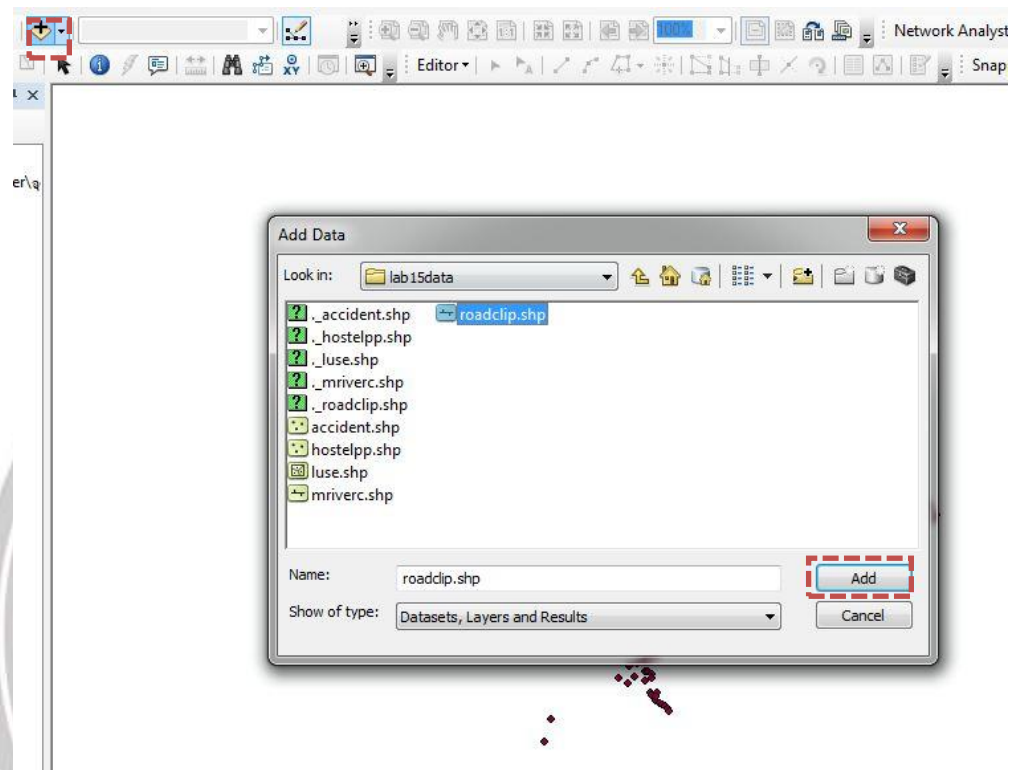 100%
Network Analyst
Editor
Snap
Add Data
Look in:
lab15data
._accident.shp
._hostelpp.shp
._luse.shp
._mriverc.shp
._roadclip.shp
accident.shp
hostelpp.shp
luse.shp
mriverc.shp
roadclip.shp
Name:
roadclip.shp
Add
Show of type:
Datasets, Layers and Results
Cancel